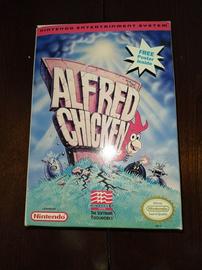 NINTENDO ENTERTAINMENT SYSTEM
FREE
Poster
Inside
ALFRED
CHICKEN
Nintendo
THE SOFTWARE
TOOLWORKS